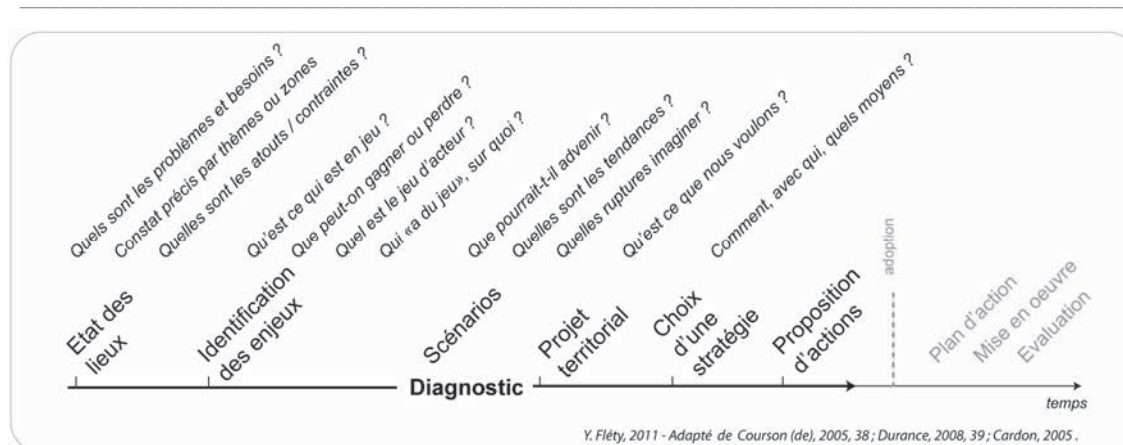 Quels sont les problèmes et besoins ?
Constat précis par thèmes ou zones
Quelles sont les atouts / contraintes ?
Qu'est ce qui est en jeu ?
Que peut-on gagner ou perdre ?
Quel est le jeu d'acteur ?
Qui «a du jeu», sur quoi ?
Que pourrait-t-il advenir ?
Quelles sont les tendances ?
Quelles ruptures imaginer ?
Qu'est ce que nous voulons ?
Comment, avec qui, quels moyens ?
adoption
Etat des
lieux
Identification
des enjeux
Scénarios
Projet
territorial
Choix
d'une
stratégie
Proposition
d'actions
Plan d'action
Mise en oeuvre
Evaluation
Diagnostic
temps
Y. Fléty, 2011 - Adapté de Courson (de), 2005, 38 ; Durance, 2008, 39 ; Cardon, 2005 .